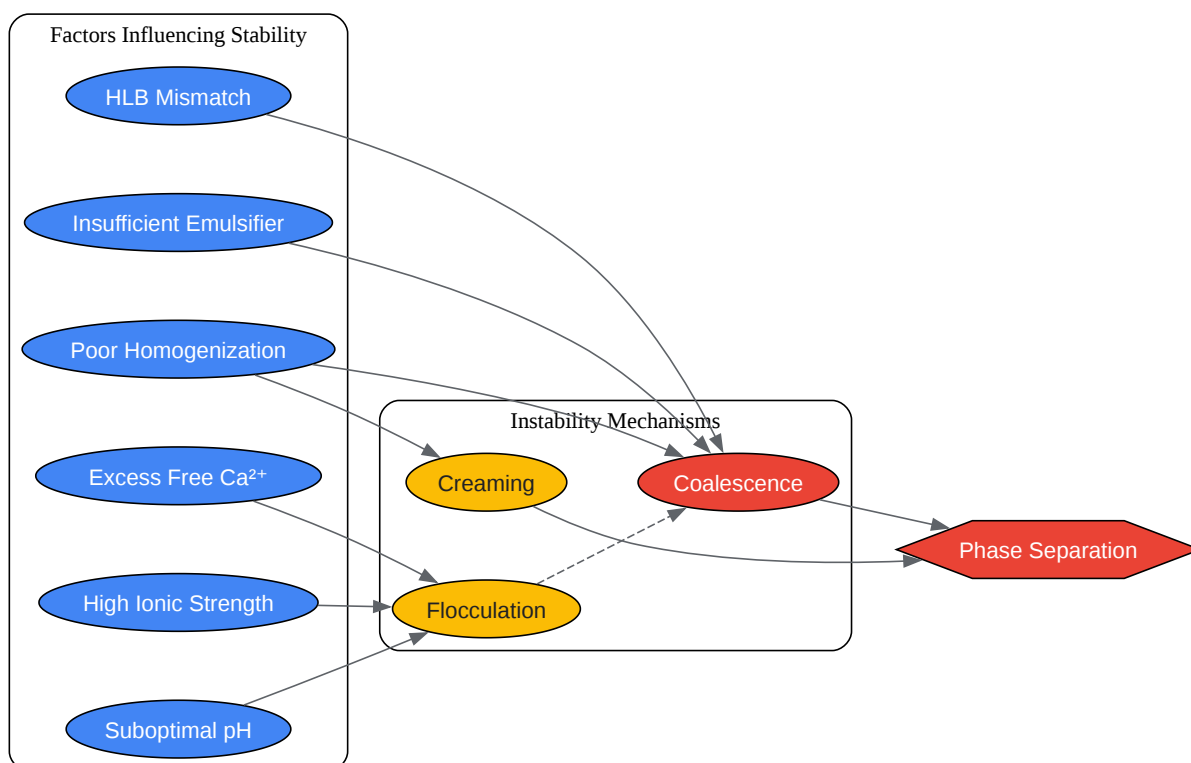 Factors Influencing Stability
HLB Mismatch
Insufficient Emulsifier
Poor Homogenization
Excess Free Ca²⁺
High Ionic Strength
Suboptimal pH
Instability Mechanisms
Creaming
Coalescence
Flocculation
Phase Separation